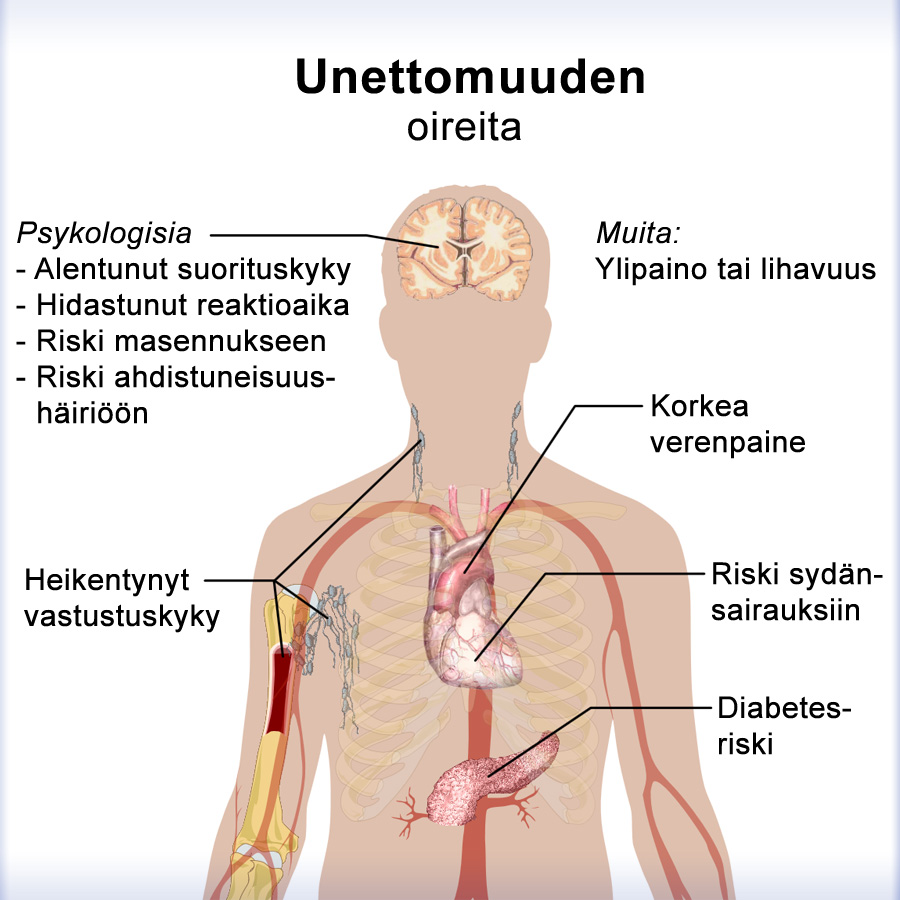 Unettomuuden
oireita
Psykologisia
- Alentunut suorituskyky
- Hidastunut reaktioaika
- Riski masennukseen
- Riski ahdistuneisuus-
häiriöön
Muita:
Ylipaino tai lihavuus
Korkea
verenpaine
Heikentynyt
vastustuskyky
Riski sydän-
sairauksiin
Diabetes-
riski